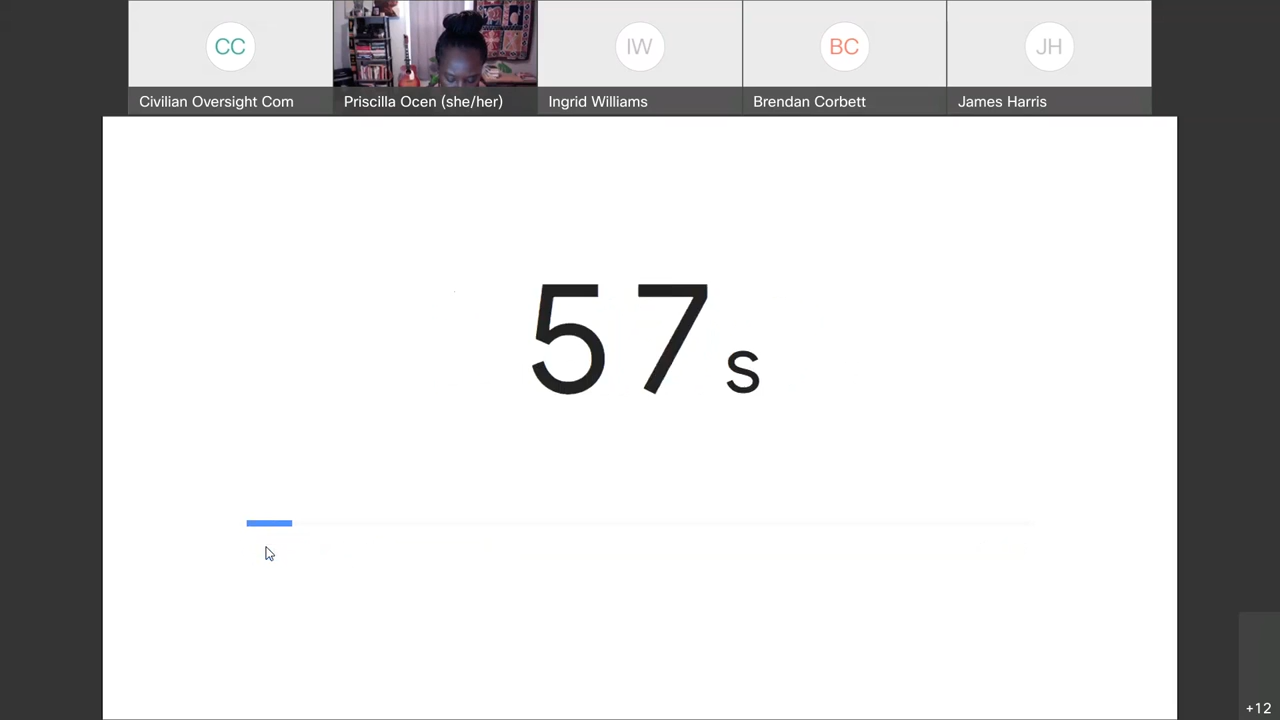 CC
IW
BC
JH
Civilian Oversight Com
Priscilla Ocen (she/her)
Ingrid Williams
Brendan Corbett
James Harris
57s
+12